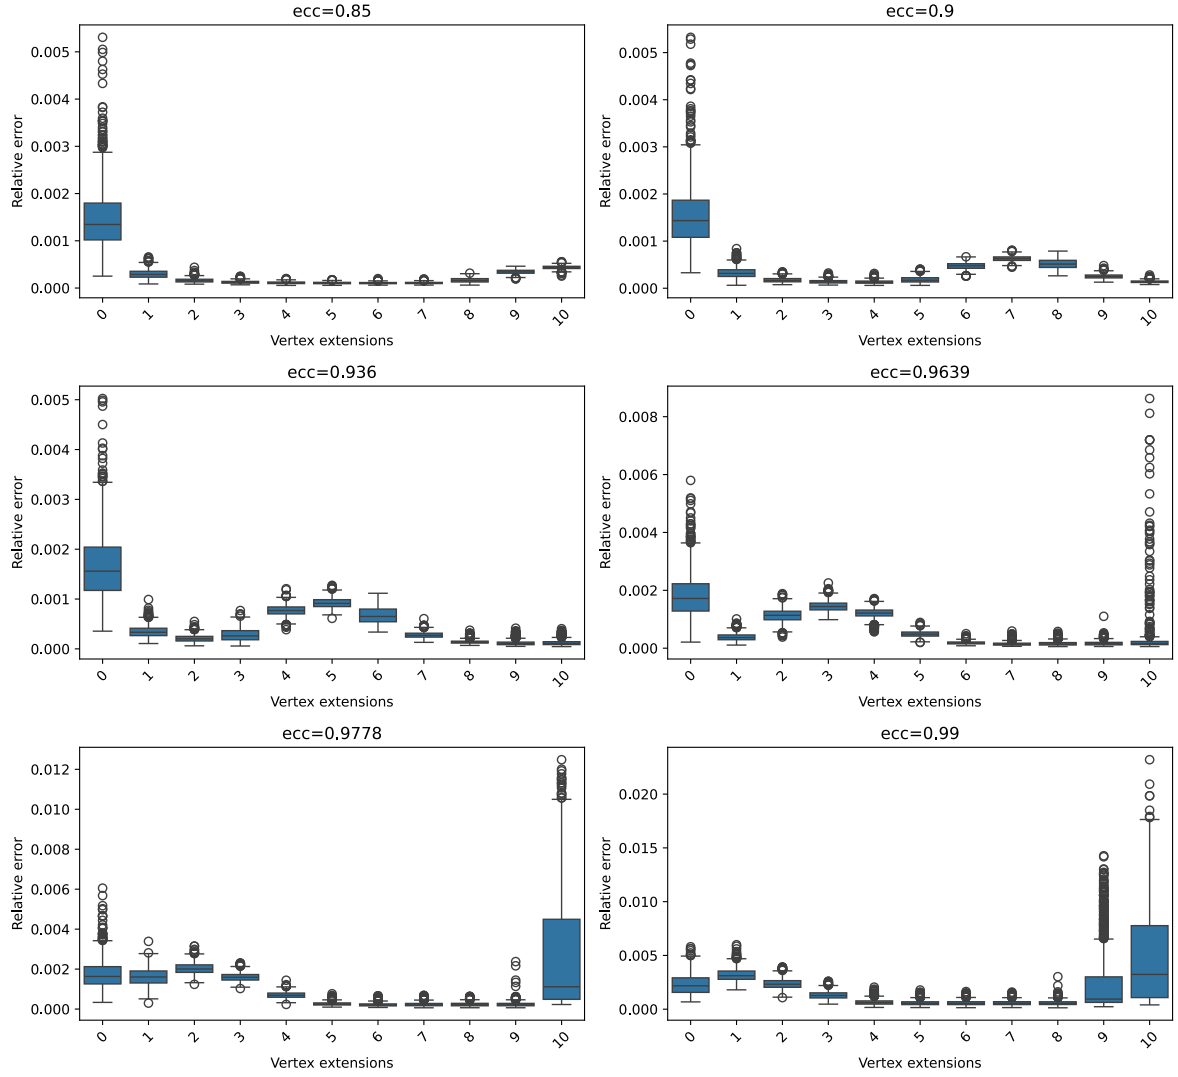 ecc=0.85
0.005
0.004
0.003
0.002
0.001
0.000
Relative error
0 1 2 3 4 5 6 7 8 9 10
Vertex extensions
ecc=0.9
0.005
0.004
0.003
0.002
0.001
0.000
Relative error
0 1 2 3 4 5 6 7 8 9 10
Vertex extensions
ecc=0.936
0.005
0.004
0.003
0.002
0.001
0.000
Relative error
0 1 2 3 4 5 6 7 8 9 10
Vertex extensions
ecc=0.9639
0.008
0.006
0.004
0.002
0.000
Relative error
0 1 2 3 4 5 6 7 8 9 10
Vertex extensions
ecc=0.9778
0.012
0.010
0.008
0.006
0.004
0.002
0.000
Relative error
0 1 2 3 4 5 6 7 8 9 10
Vertex extensions
ecc=0.99
0.020
0.015
0.010
0.005
0.000
Relative error
0 1 2 3 4 5 6 7 8 9 10
Vertex extensions